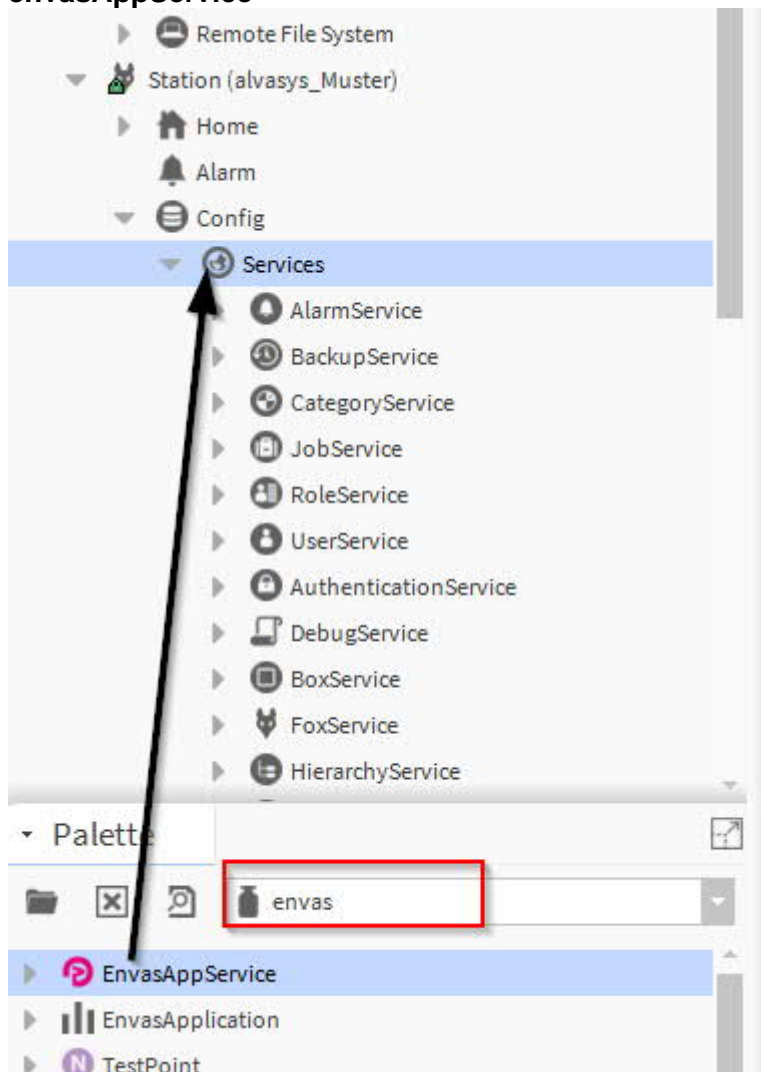 envasAppService
Remote File System
Station (alvasys_Muster)
Home
Alarm
Config
Services
AlarmService
BackupService
CategoryService
JobService
RoleService
UserService
AuthenticationService
DebugService
BoxService
FoxService
HierarchyService
Palette
envas
EnvasAppService
EnvasApplication
N TestPoint